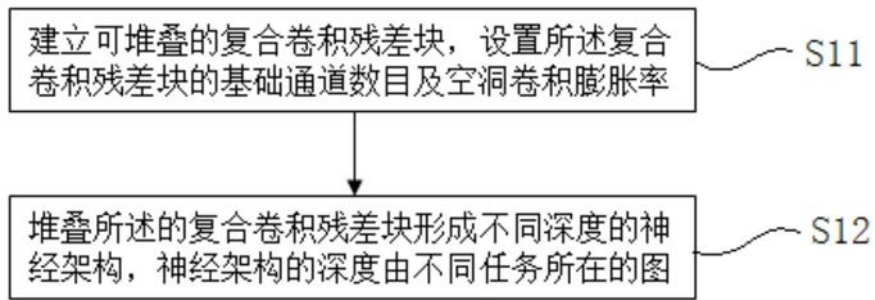 建立可堆叠的复合卷积残差块，设置所述复合
卷积残差块的基础通道数目及空洞卷积膨胀率
S11
堆叠所述的复合卷积残差块形成不同深度的神
经架构，神经架构的深度由不同任务所在的图
S12